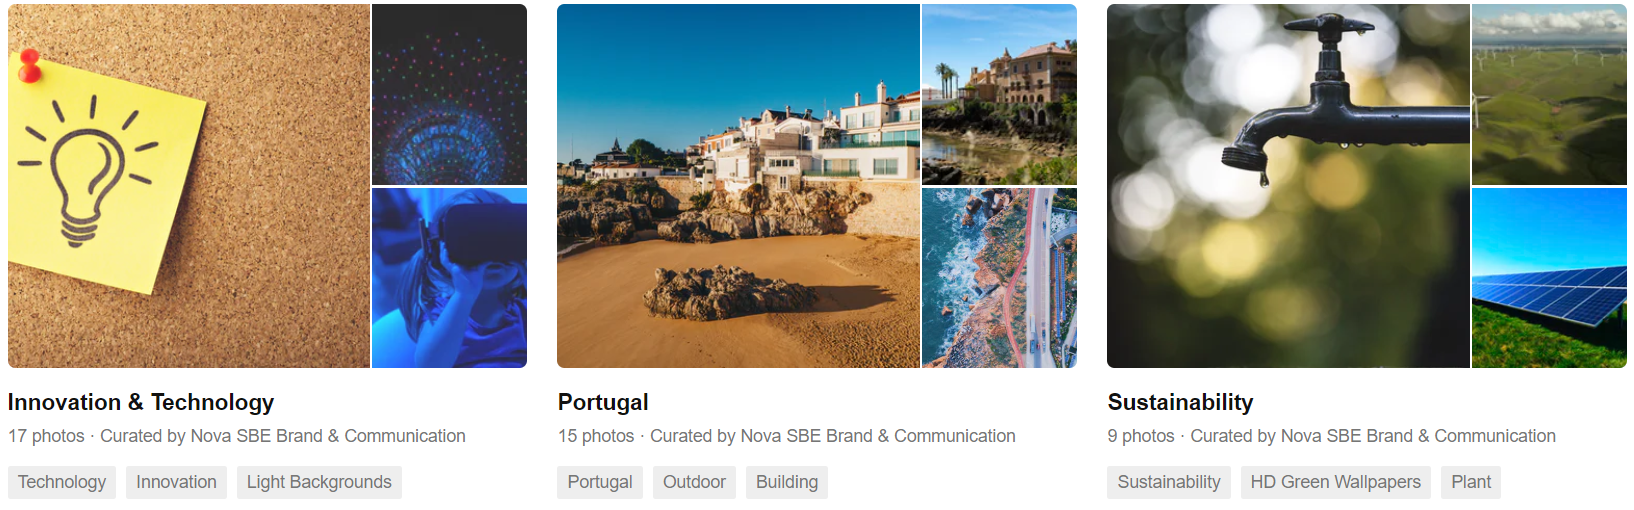 Innovation & Technology
17 photos · Curated by Nova SBE Brand & Communication
Technology
Innovation
Light Backgrounds
Portugal
15 photos · Curated by Nova SBE Brand & Communication
Portugal
Outdoor
Building
Sustainability
9 photos · Curated by Nova SBE Brand & Communication
Sustainability
HD Green Wallpapers
Plant